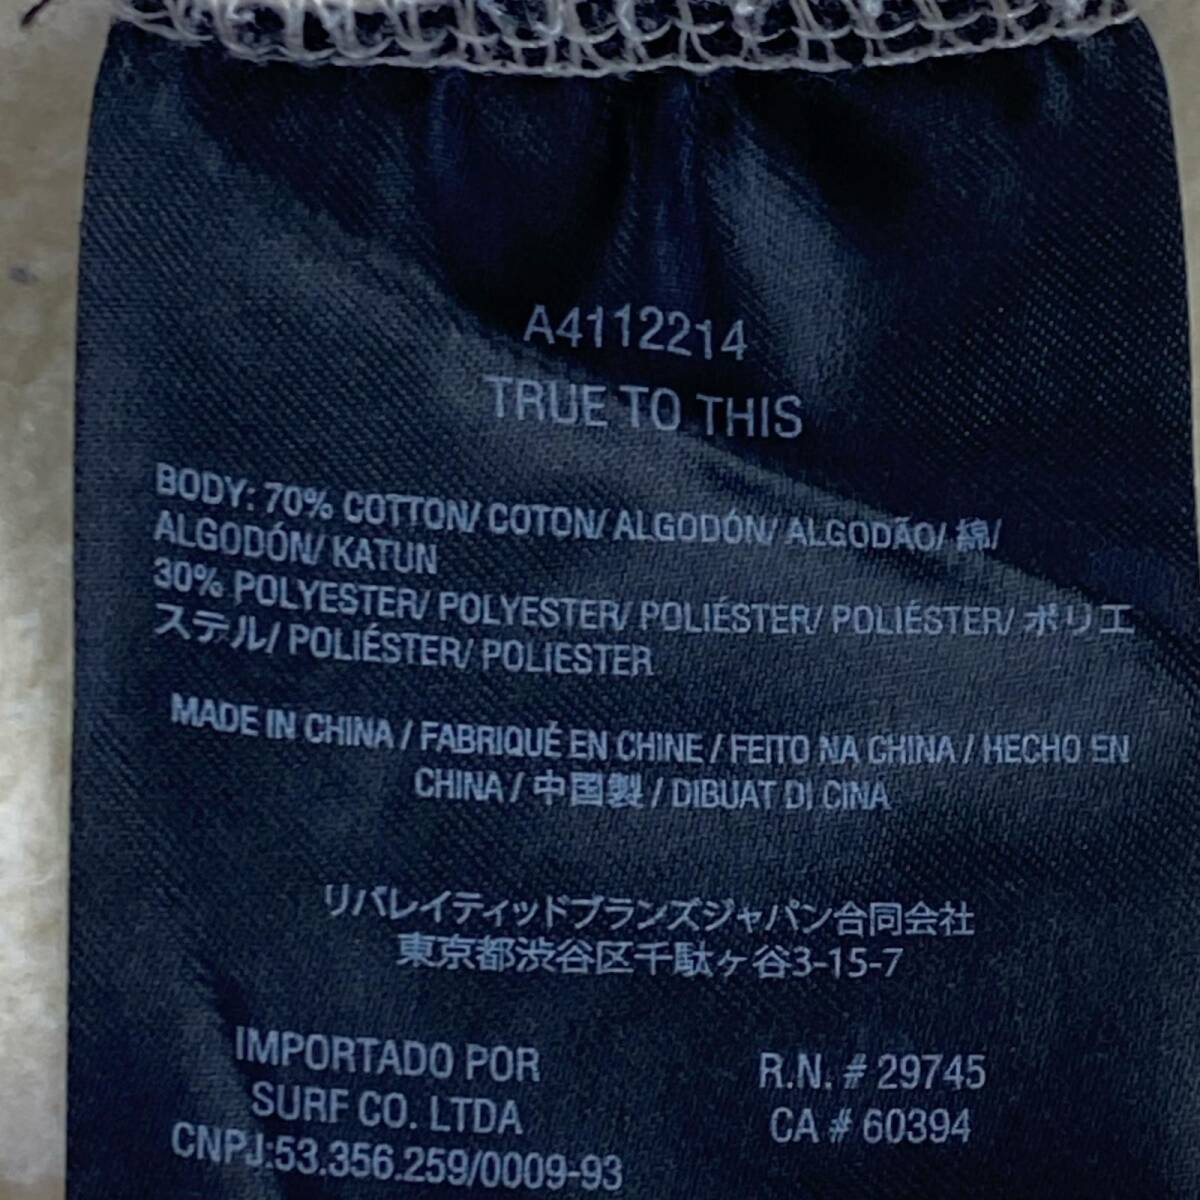 A4112214
TRUE TO THIS
BODY: 70% COTTON/ COTON/ ALGODÓN/ ALGODÃO/ 綿/
ALGODÓN/ KATUN
30% POLYESTER/ POLYESTER/ POLIÉSTER/ POLIÉSTER/ ポリエ
ステル/ POLIÉSTER/ POLIESTER
MADE IN CHINA / FABRIQUÉ EN CHINE / FEITO NA CHINA / HECHO EN
CHINA / 中国製 / DIBUAT DI CINA
リバレイティッドブランズジャパン合同会社
東京都渋谷区千駄ヶ谷3-15-7
IMPORTADO POR
SURF CO. LTDA
CNPJ:53.356.259/0009-93
R.N. # 29745
CA # 60394